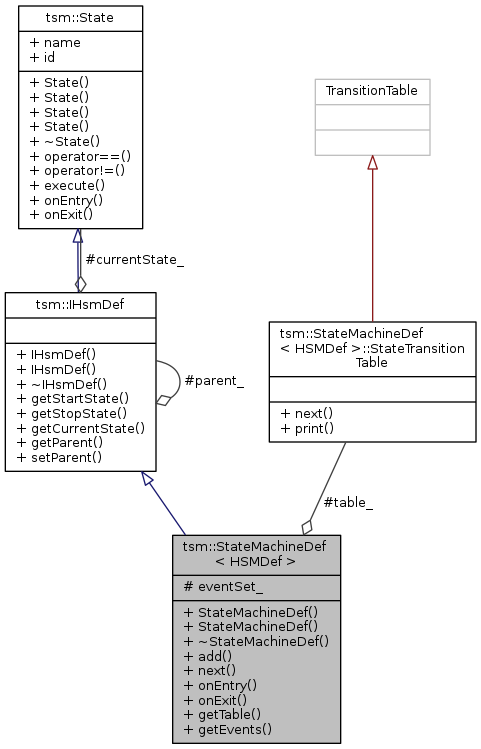 tsm::State
+ name
+ id
+ State()
+ State()
+ State()
+ State()
+ ~State()
+ operator==()
+ operator!=()
+ execute()
+ onEntry()
+ onExit()
TransitionTable
#currentState_
tsm::IHsmDef
+ IHsmDef()
+ IHsmDef()
+ ~IHsmDef()
+ getStartState()
+ getStopState()
+ getCurrentState()
+ getParent()
+ setParent()
#parent_
tsm::StateMachineDef
< HSMDef >::StateTransition
Table
+ next()
+ print()
#table_
tsm::StateMachineDef
< HSMDef >
# eventSet_
+ StateMachineDef()
+ StateMachineDef()
+ ~StateMachineDef()
+ add()
+ next()
+ onEntry()
+ onExit()
+ getTable()
+ getEvents()